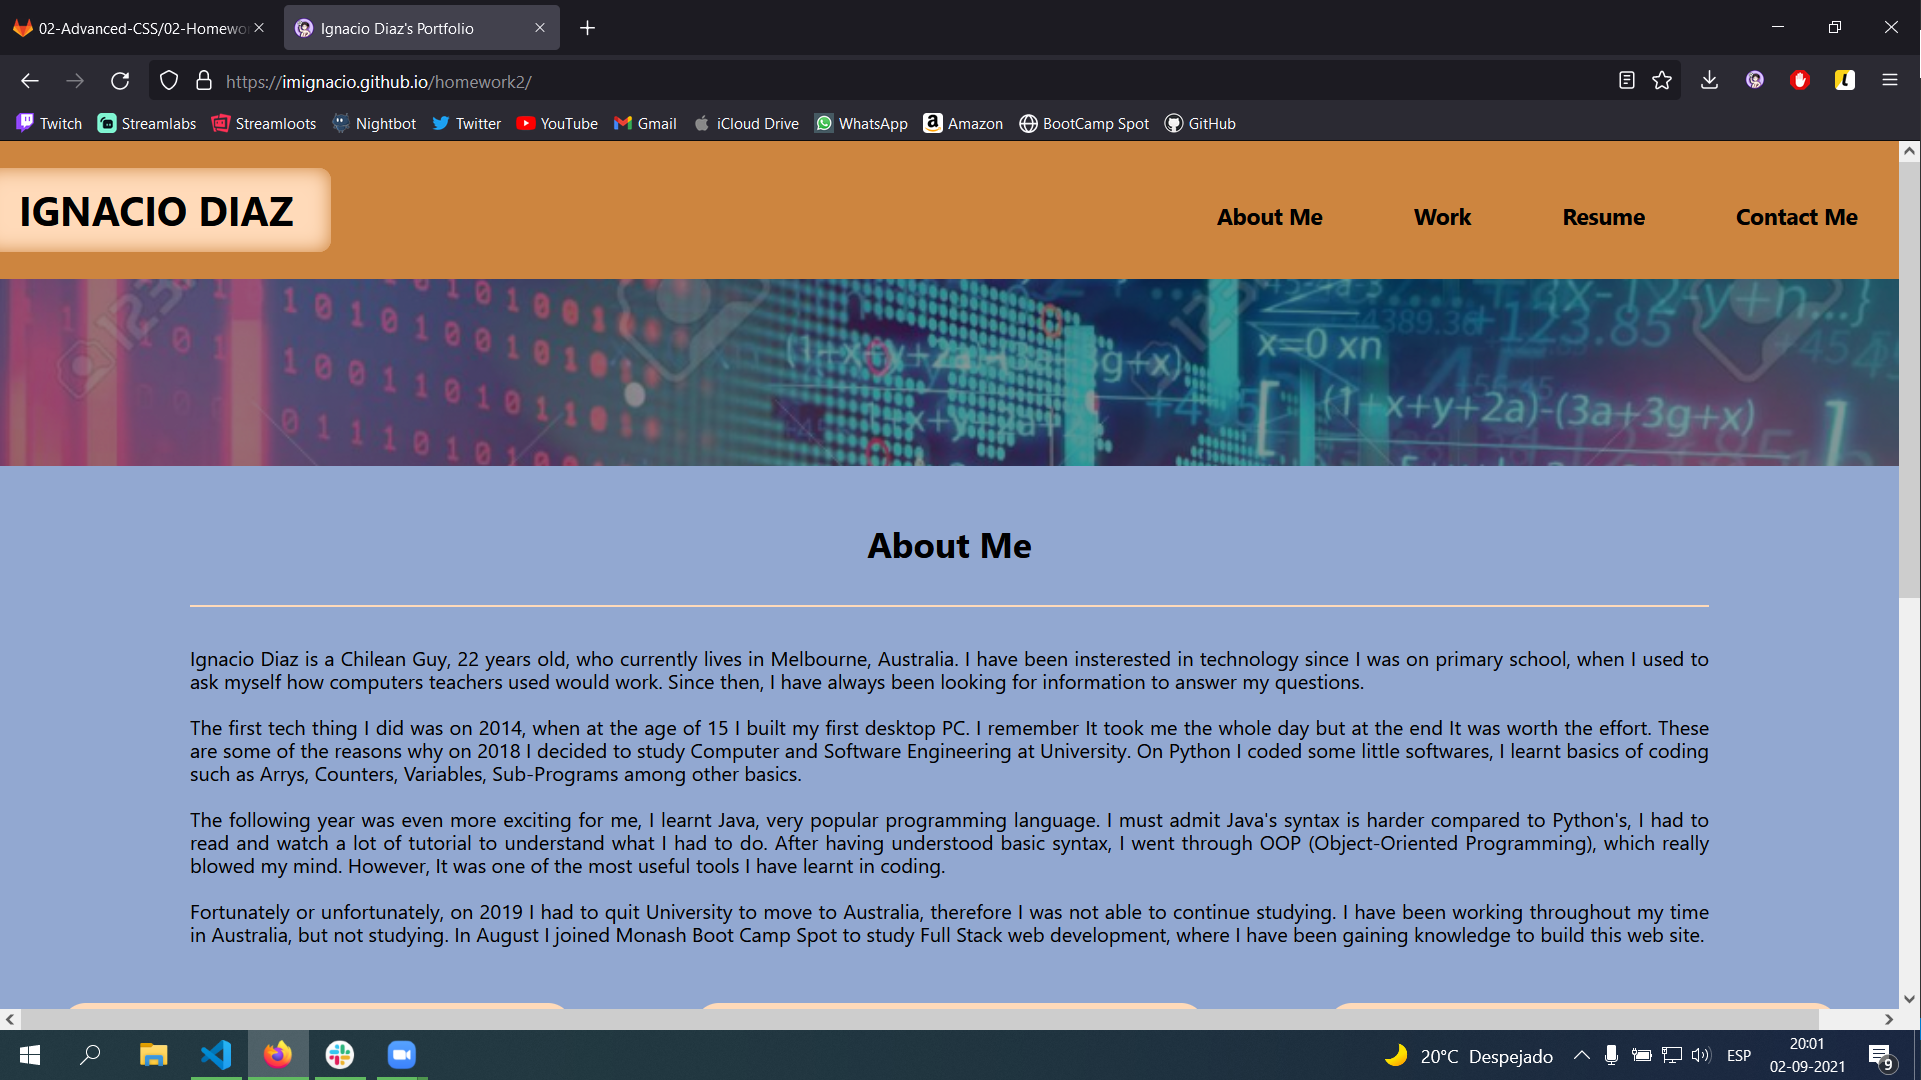 02-Advanced-CSS/02-Homewo
Ignacio Diaz's Portfolio
https://imignacio.github.io/homework2/
Twitch Streamlabs Streamloots Nightbot Twitter YouTube Gmail iCloud Drive WhatsApp Amazon BootCamp Spot GitHub
IGNACIO DIAZ
About Me Work Resume Contact Me
x=0 xn
(1+x+y+2a)-(3a+3g+x)
About Me
Ignacio Diaz is a Chilean Guy, 22 years old, who currently lives in Melbourne, Australia. I have been insterested in technology since I was on primary school, when I used to
ask myself how computers teachers used would work. Since then, I have always been looking for information to answer my questions.
The first tech thing I did was on 2014, when at the age of 15 I built my first desktop PC. I remember It took me the whole day but at the end It was worth the effort. These
are some of the reasons why on 2018 I decided to study Computer and Software Engineering at University. On Python I coded some little softwares, I learnt basics of coding
such as Arrys, Counters, Variables, Sub-Programs among other basics.
The following year was even more exciting for me, I learnt Java, very popular programming language. I must admit Java's syntax is harder compared to Python's, I had to
read and watch a lot of tutorial to understand what I had to do. After having understood basic syntax, I went through OOP (Object-Oriented Programming), which really
blowed my mind. However, It was one of the most useful tools I have learnt in coding.
Fortunately or unfortunately, on 2019 I had to quit University to move to Australia, therefore I was not able to continue studying. I have been working throughout my time
in Australia, but not studying. In August I joined Monash Boot Camp Spot to study Full Stack web development, where I have been gaining knowledge to build this web site.
20°C Despejado
ESP
20:01
02-09-2021
9